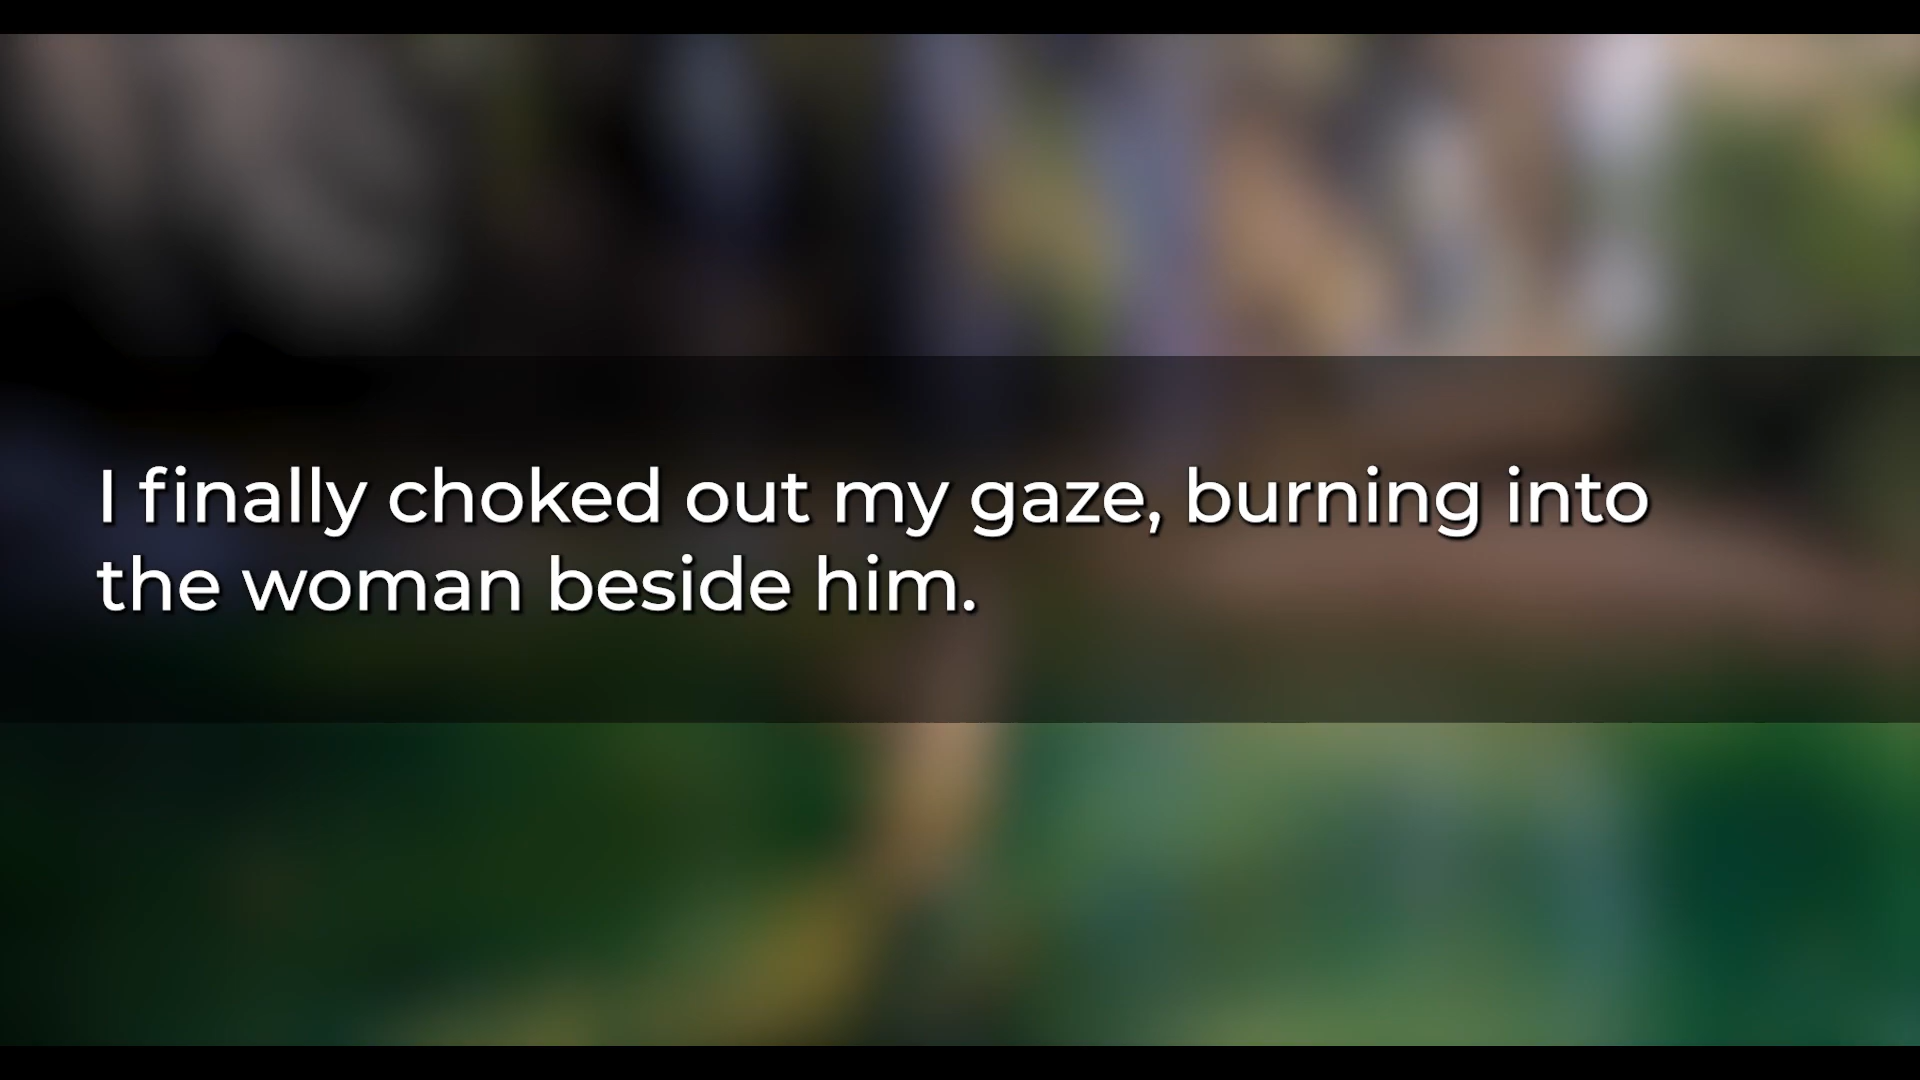 I finally choked out my gaze, burning into
the woman beside him.